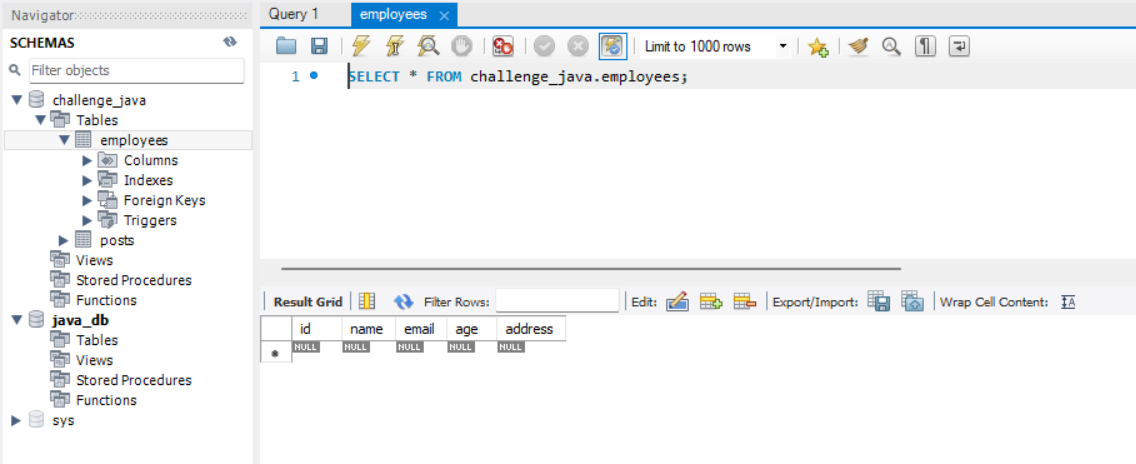 Navigator
SCHEMAS
Filter objects
challenge_java
Tables
employees
Columns
Indexes
Foreign Keys
Triggers
posts
Views
Stored Procedures
Functions
java_db
Tables
Views
Stored Procedures
Functions
sys
Query 1 employees
Limit to 1000 rows
1 SELECT * FROM challenge_java.employees;
Result Grid Filter Rows: Edit: Export/Import: Wrap Cell Content:
id name email age address
NULL NULL NULL NULL NULL